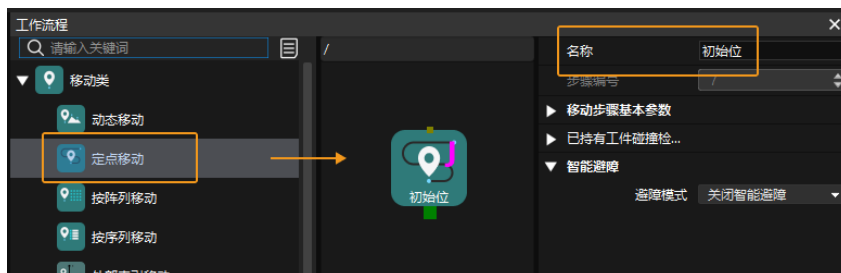 工作流程
请输入关键词
/
名称
初始位
移动类
步骤编号
/
动态移动
移动步骤基本参数
已持有工件碰撞检...
定点移动
智能避障
初始位
按阵列移动
避障模式
关闭智能避障
按序列移动